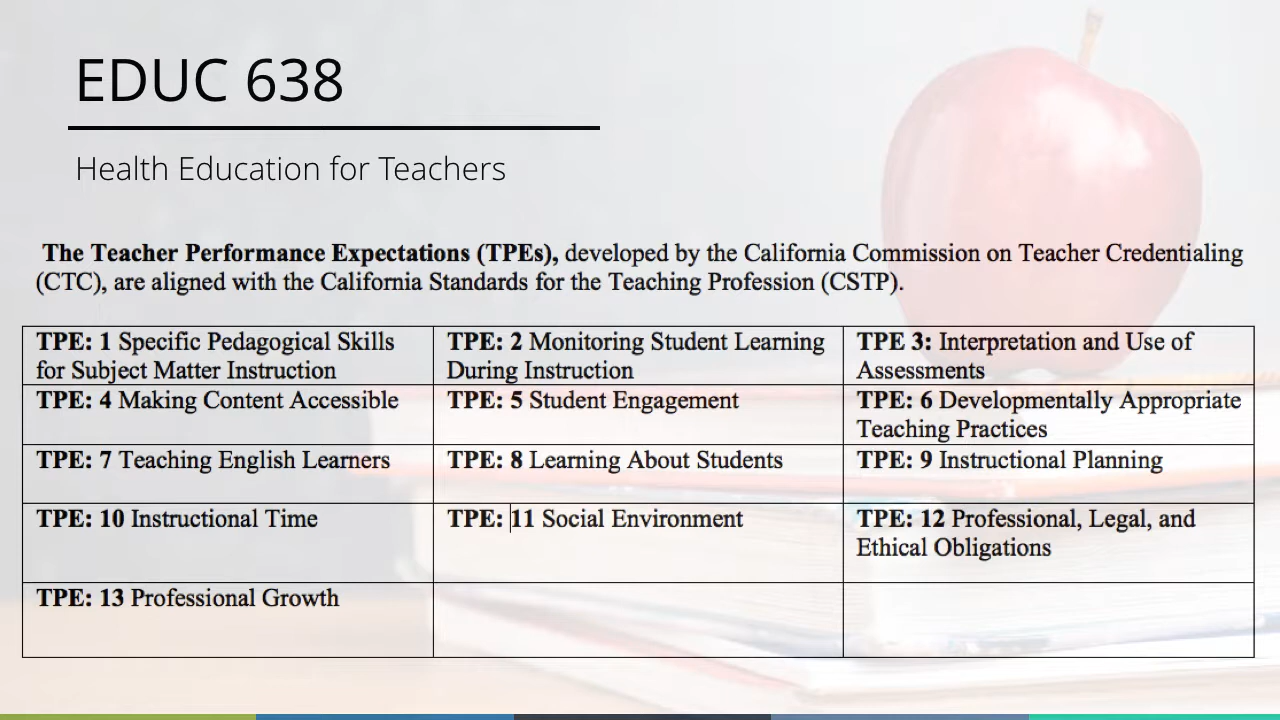 EDUC 638
Health Education for Teachers
The Teacher Performance Expectations (TPEs), developed by the California Commission on Teacher Credentialing
(CTC), are aligned with the California Standards for the Teaching Profession (CSTP).
TPE: 1 Specific Pedagogical Skills
for Subject Matter Instruction
TPE: 2 Monitoring Student Learning
During Instruction
TPE 3: Interpretation and Use of
Assessments
TPE: 4 Making Content Accessible
TPE: 5 Student Engagement
TPE: 6 Developmentally Appropriate
Teaching Practices
TPE: 7 Teaching English Learners
TPE: 8 Learning About Students
TPE: 9 Instructional Planning
TPE: 10 Instructional Time
TPE: 11 Social Environment
TPE: 12 Professional, Legal, and
Ethical Obligations
TPE: 13 Professional Growth